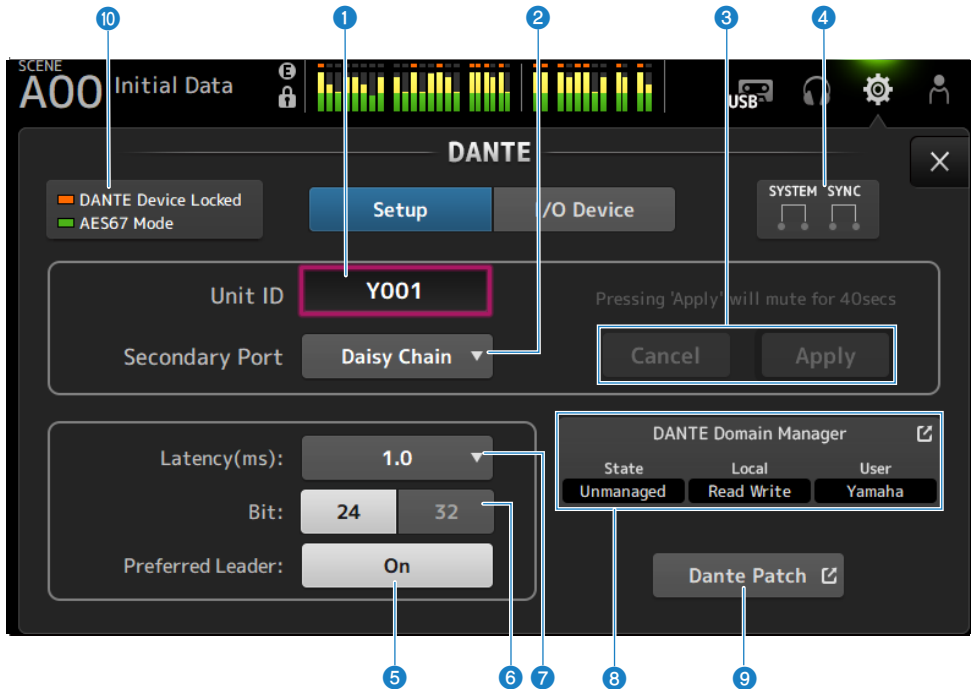 10 1 2 3 4
SCENE
A00 Initial Data E
USB
DANTE
DANTE Device Locked
AES67 Mode
Setup I/O Device
SYSTEM SYNC
Unit ID Y001
Pressing 'Apply' will mute for 40secs
Secondary Port Daisy Chain
Cancel Apply
Latency(ms): 1.0
Bit: 24 32
Preferred Leader: On
DANTE Domain Manager
State Local User
Unmanaged Read Write Yamaha
Dante Patch
5 6 7 8 9